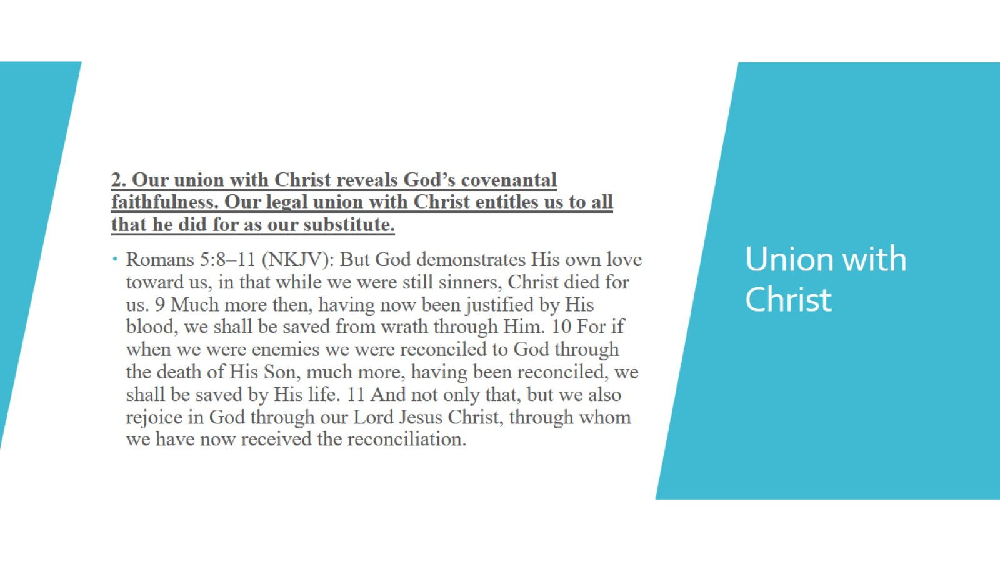 2. Our union with Christ reveals God’s covenantal
faithfulness. Our legal union with Christ entitles us to all
that he did for as our substitute.
• Romans 5:8–11 (NKJV): But God demonstrates His own love
toward us, in that while we were still sinners, Christ died for
us. 9 Much more then, having now been justified by His
blood, we shall be saved from wrath through Him. 10 For if
when we were enemies we were reconciled to God through
the death of His Son, much more, having been reconciled, we
shall be saved by His life. 11 And not only that, but we also
rejoice in God through our Lord Jesus Christ, through whom
we have now received the reconciliation.
Union with
Christ